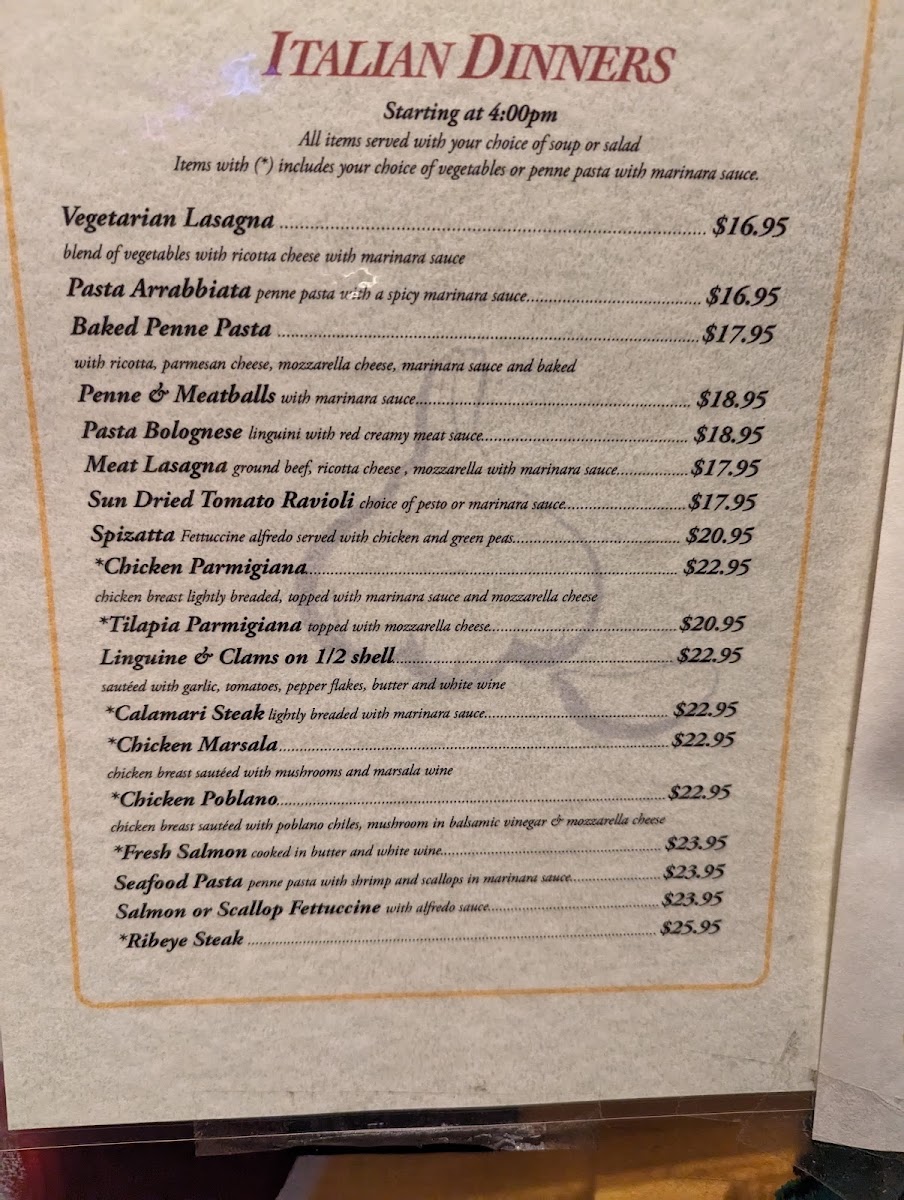 ITALIAN DINNERS
Starting at 4:00pm
All items served with your choice of soup or salad
Items with (*) includes your choice of vegetables or penne pasta with marinara sauce.
Vegetarian Lasagna ........ $16.95
blend of vegetables with ricotta cheese with marinara sauce
Pasta Arrabbiata penne pasta with a spicy marinara sauce........ $16.95
Baked Penne Pasta ........ $17.95
with ricotta, parmesan cheese, mozzarella cheese, marinara sauce and baked
Penne & Meatballs with marinara sauce........ $18.95
Pasta Bolognese linguini with red creamy meat sauce........ $18.95
Meat Lasagna ground beef, ricotta cheese , mozzarella with marinara sauce........ $17.95
Sun Dried Tomato Ravioli choice of pesto or marinara sauce........ $17.95
Spizatta Fettuccine alfredo served with chicken and green peas........ $20.95
*Chicken Parmigiana........ $22.95
chicken breast lightly breaded, topped with marinara sauce and mozzarella cheese
*Tilapia Parmigiana topped with mozzarella cheese........ $20.95
Linguine & Clams on 1/2 shell........ $22.95
sautéed with garlic, tomatoes, pepper flakes, butter and white wine
*Calamari Steak lightly breaded with marinara sauce........ $22.95
*Chicken Marsala........ $22.95
chicken breast sautéed with mushrooms and marsala wine
*Chicken Poblano........ $22.95
chicken breast sautéed with poblano chiles, mushroom in balsamic vinegar & mozzarella cheese
*Fresh Salmon cooked in butter and white wine........ $23.95
Seafood Pasta penne pasta with shrimp and scallops in marinara sauce........ $23.95
Salmon or Scallop Fettuccine with alfredo sauce........ $23.95
*Ribeye Steak ........ $25.95